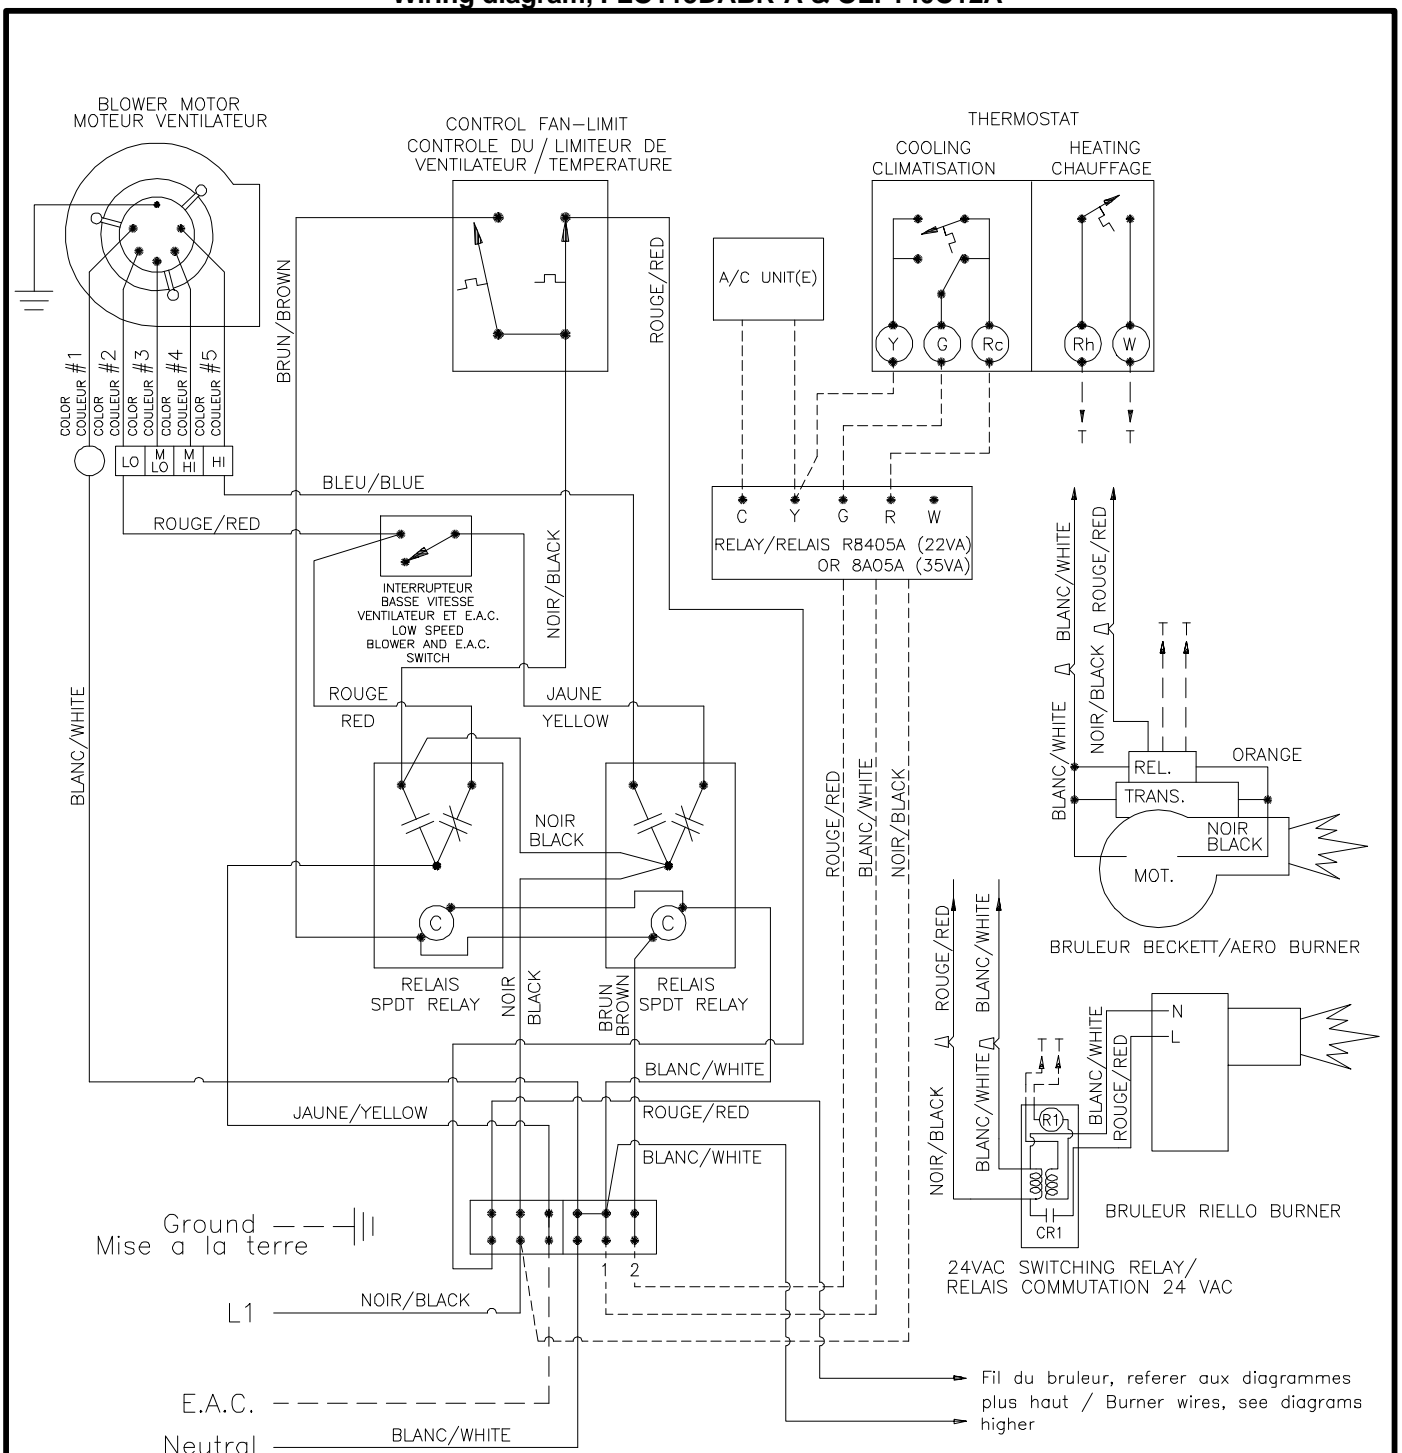 BLOWER MOTOR
MOTEUR VENTILATEUR
CONTROL FAN-LIMIT
CONTROLE DU / LIMITEUR DE
VENTILATEUR / TEMPERATURE
THERMOSTAT
COOLING
CLIMATISATION
HEATING
CHAUFFAGE
A/C UNIT(E)
Y
G
Rc
Rh
W
T
T
BRUN/BROWN
ROUGE/RED
COLOR
COULEUR #1
COLOR
COULEUR #2
COLOR
COULEUR #3
COLOR
COULEUR #4
COLOR
COULEUR #5
LO
M
LO
M
HI
HI
BLEU/BLUE
ROUGE/RED
NOIR/BLACK
INTERRUPTEUR
BASSE VITESSE
VENTILATEUR ET E.A.C.
LOW SPEED
BLOWER AND E.A.C.
SWITCH
C
Y
G
R
W
RELAY/RELAIS R8405A (22VA)
OR 8A05A (35VA)
BLANC/WHITE
ROUGE/RED
BLANC/WHITE
NOIR/BLACK
T
T
ROUGE
RED
JAUNE
YELLOW
BLANC/WHITE
REL.
ORANGE
TRANS.
NOIR
BLACK
MOT.
BRULEUR BECKETT/AERO BURNER
NOIR
BLACK
ROUGE/RED
BLANC/WHITE
NOIR/BLACK
C
C
RELAIS
SPDT RELAY
RELAIS
SPDT RELAY
NOIR
BLACK
BRUN
BROWN
ROUGE/RED
BLANC/WHITE
NOIR/BLACK
BLANC/WHITE
T
T
BLANC/WHITE
ROUGE/RED
N
L
R1
CR1
BRULEUR RIELLO BURNER
24VAC SWITCHING RELAY/
RELAIS COMMUTATION 24 VAC
BLANC/WHITE
JAUNE/YELLOW
ROUGE/RED
BLANC/WHITE
Ground
Mise a la terre
1
2
L1
NOIR/BLACK
E.A.C.
Neutral
BLANC/WHITE
Fil du bruleur, referer aux diagrammes
plus haut / Burner wires, see diagrams
higher